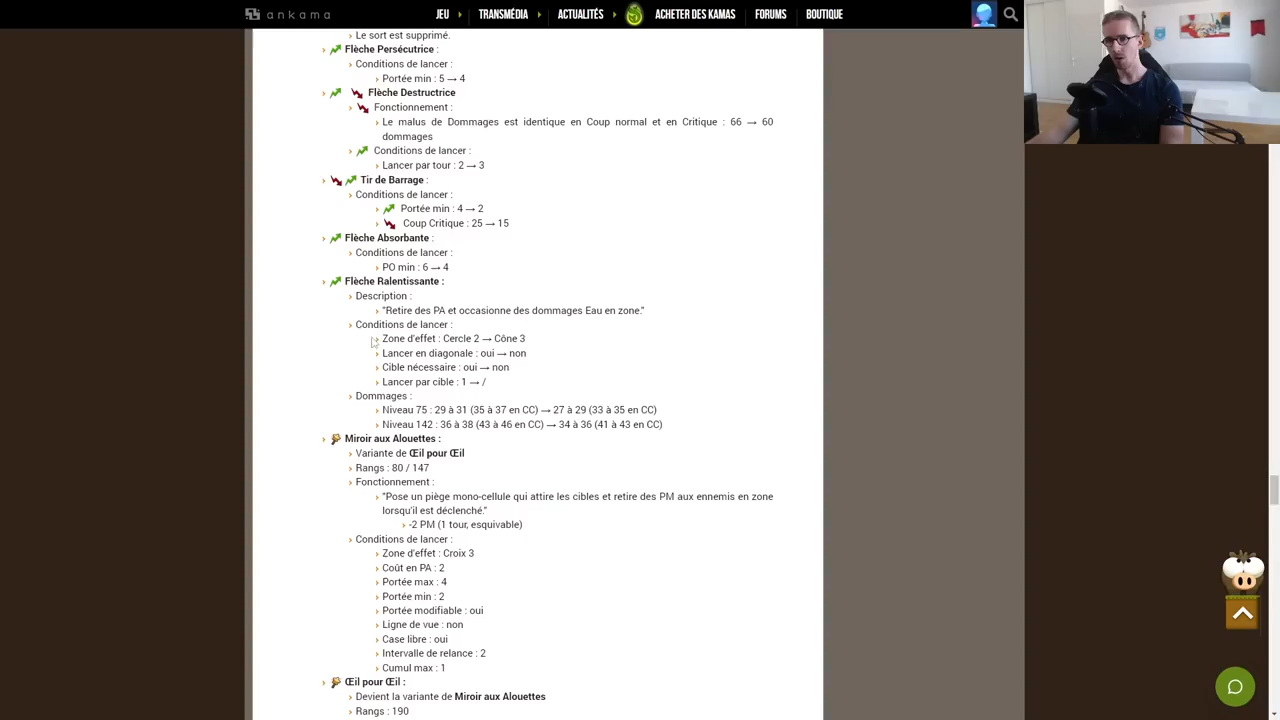 ankama
JEU
TRANSMÉDIA
ACTUALITÉS
ACHETER DES KAMAS
FORUMS
BOUTIQUE
Le sort est supprimé.
Flèche Persécutrice :
Conditions de lancer :
Portée min : 5 → 4
Flèche Destructrice
Fonctionnement :
Le malus de Dommages est identique en Coup normal et en Critique : 66 → 60
dommages
Conditions de lancer :
Lancer par tour : 2 → 3
Tir de Barrage :
Conditions de lancer :
Portée min : 4 → 2
Coup Critique : 25 → 15
Flèche Absorbante :
Conditions de lancer :
PO min : 6 → 4
Flèche Ralentissante :
Description :
"Retire des PA et occasionne des dommages Eau en zone."
Conditions de lancer :
Zone d'effet : Cercle 2 → Cône 3
Lancer en diagonale : oui → non
Cible nécessaire : oui → non
Lancer par cible : 1 → /
Dommages :
Niveau 75 : 29 à 31 (35 à 37 en CC) → 27 à 29 (33 à 35 en CC)
Niveau 142 : 36 à 38 (43 à 46 en CC) → 34 à 36 (41 à 43 en CC)
Miroir aux Alouettes :
Variante de Œil pour Œil
Rangs : 80 / 147
Fonctionnement :
"Pose un piège mono-cellule qui attire les cibles et retire des PM aux ennemis en zone
lorsqu'il est déclenché."
-2 PM (1 tour, esquivable)
Conditions de lancer :
Zone d'effet : Croix 3
Coût en PA : 2
Portée max : 4
Portée min : 2
Portée modifiable : oui
Ligne de vue : non
Case libre : oui
Intervalle de relance : 2
Cumul max : 1
Œil pour Œil :
Devient la variante de Miroir aux Alouettes
Rangs : 190